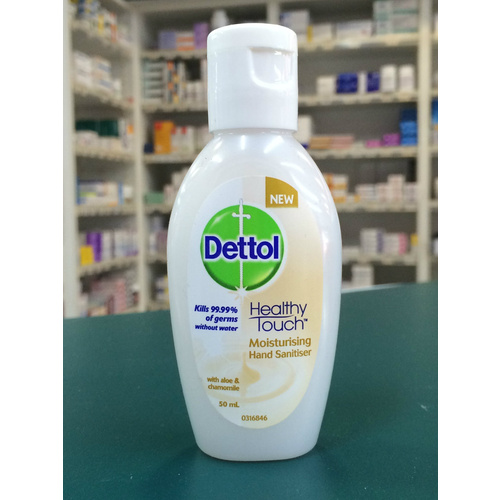 NEW
Dettol
Kills 99.99%
of germs
without water
Healthy
Touch™
Moisturising
Hand Sanitiser
with aloe &
chamomile
50 mL
0316846